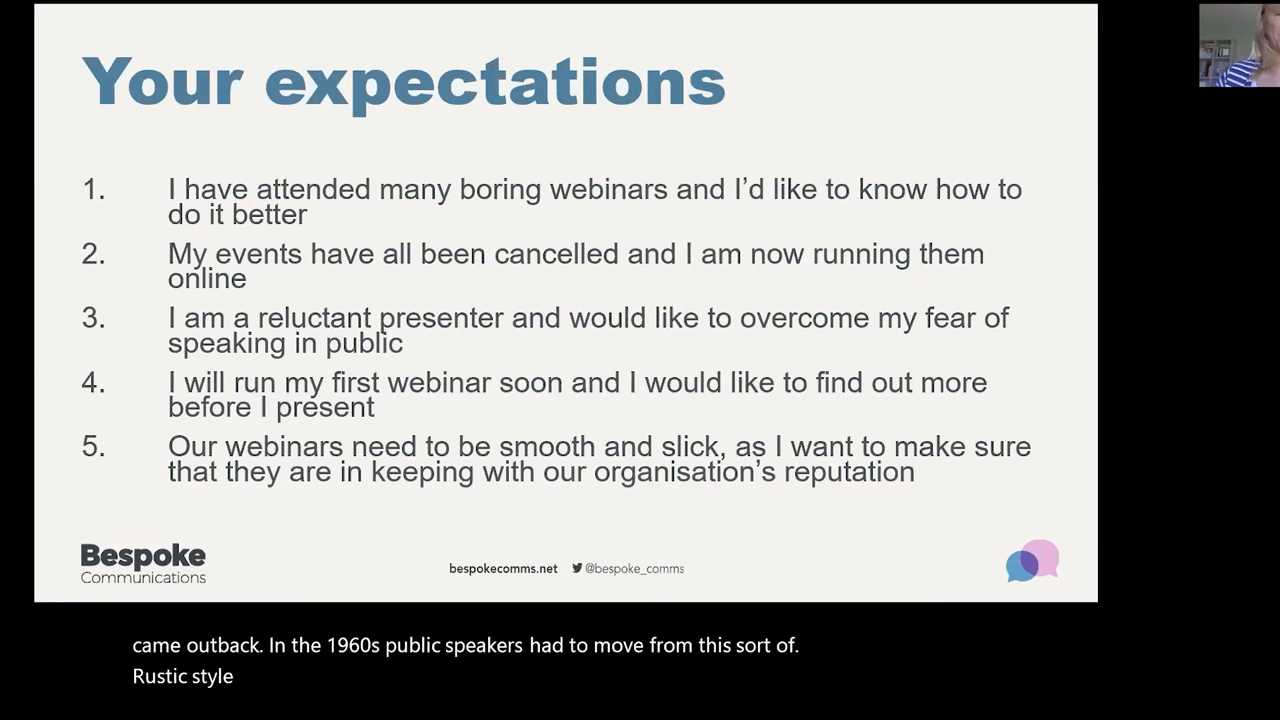 Your expectations
1. I have attended many boring webinars and I’d like to know how to
do it better
2. My events have all been cancelled and I am now running them
online
3. I am a reluctant presenter and would like to overcome my fear of
speaking in public
4. I will run my first webinar soon and I would like to find out more
before I present
5. Our webinars need to be smooth and slick, as I want to make sure
that they are in keeping with our organisation’s reputation
Bespoke
Communications
bespokecomms.net @bespoke_comms
came outback. In the 1960s public speakers had to move from this sort of.
Rustic style